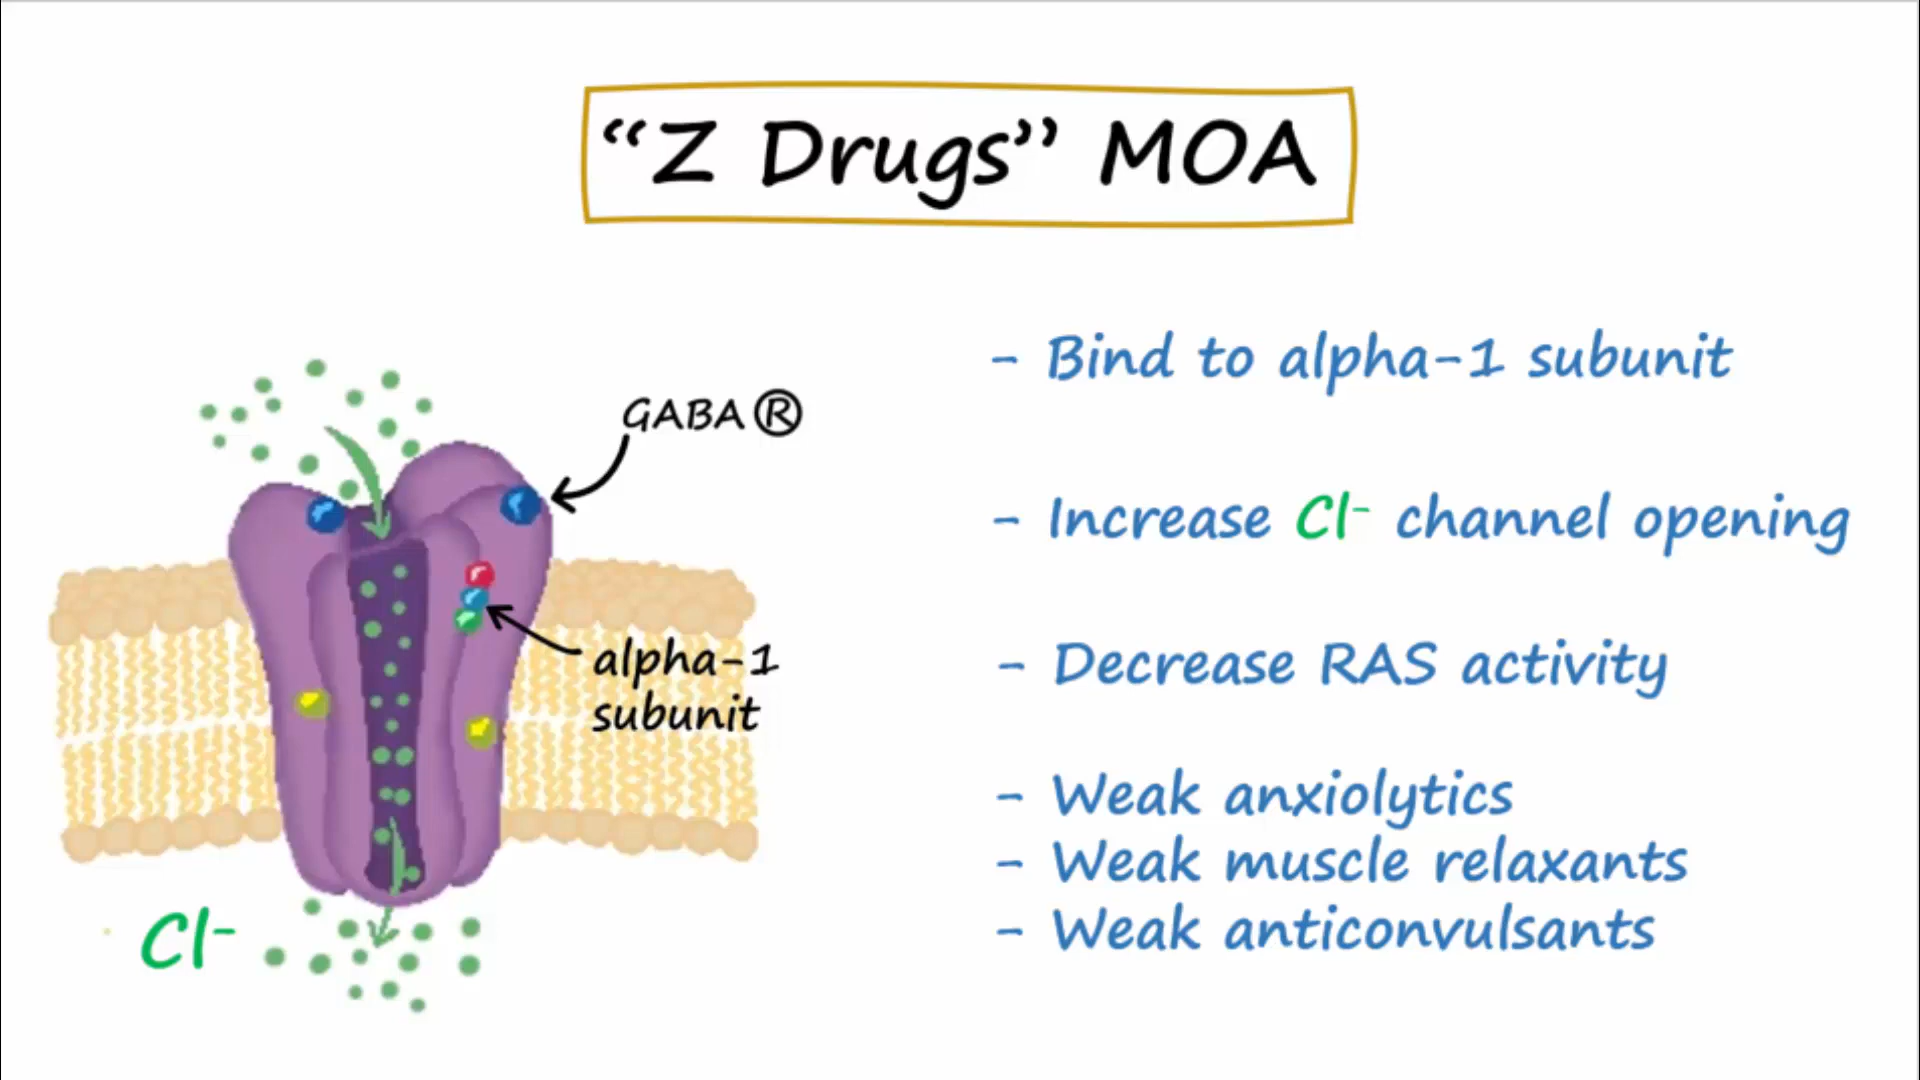 “Z Drugs” MOA
GABA Ⓡ
alpha-1
subunit
Cl⁻
- Bind to alpha-1 subunit
- Increase Cl⁻ channel opening
- Decrease RAS activity
- Weak anxiolytics
- Weak muscle relaxants
- Weak anticonvulsants